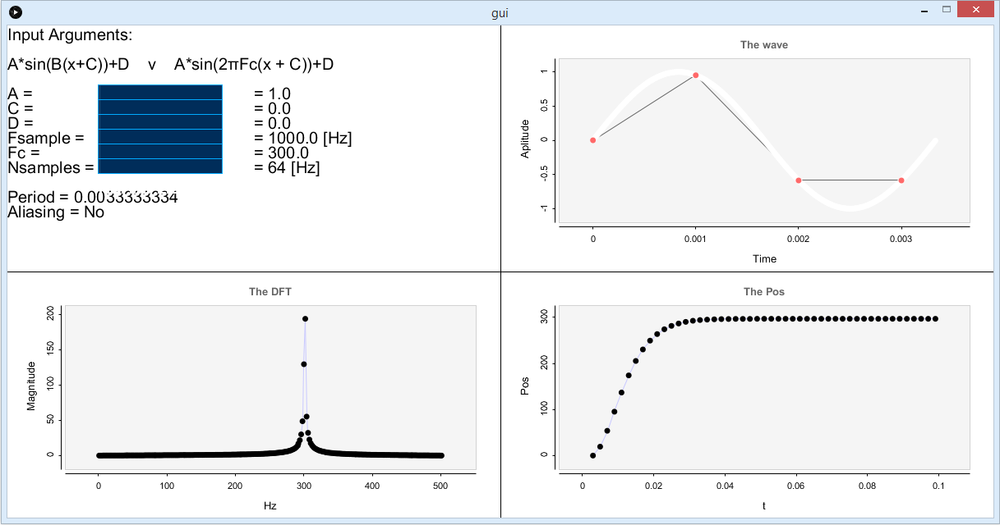 gui
Input Arguments:
A*sin(B(x+C))+D v A*sin(2πFc(x + C))+D
A = = 1.0
C = = 0.0
D = = 0.0
Fsample = = 1000.0 [Hz]
Fc = = 300.0
Nsamples = = 64 [Hz]
Period = 0.0033333334
Aliasing = No
The wave
Aplitude
1
0.5
0
-0.5
-1
0 0.001 0.002 0.003
Time
The DFT
Magnitude
200
150
100
50
0
0 100 200 300 400 500
Hz
The Pos
Pos
300
200
100
0
0 0.02 0.04 0.06 0.08 0.1
t